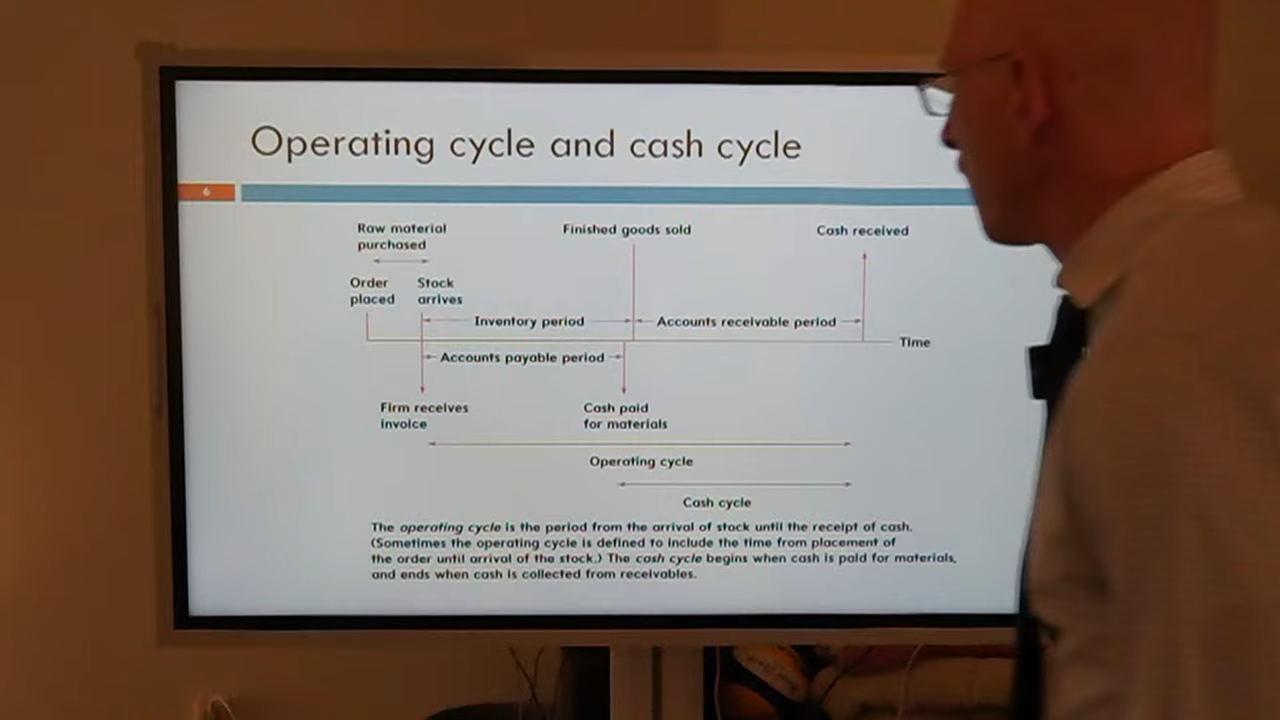 Operating cycle and cash cycle
6
Raw material
purchased
Finished goods sold
Cash received
Order
placed
Stock
arrives
Inventory period
Accounts receivable period
Time
Accounts payable period
Firm receives
invoice
Cash paid
for materials
Operating cycle
Cash cycle
The operating cycle is the period from the arrival of stock until the receipt of cash.
(Sometimes the operating cycle is defined to include the time from placement of
the order until arrival of the stock.) The cash cycle begins when cash is paid for materials,
and ends when cash is collected from receivables.